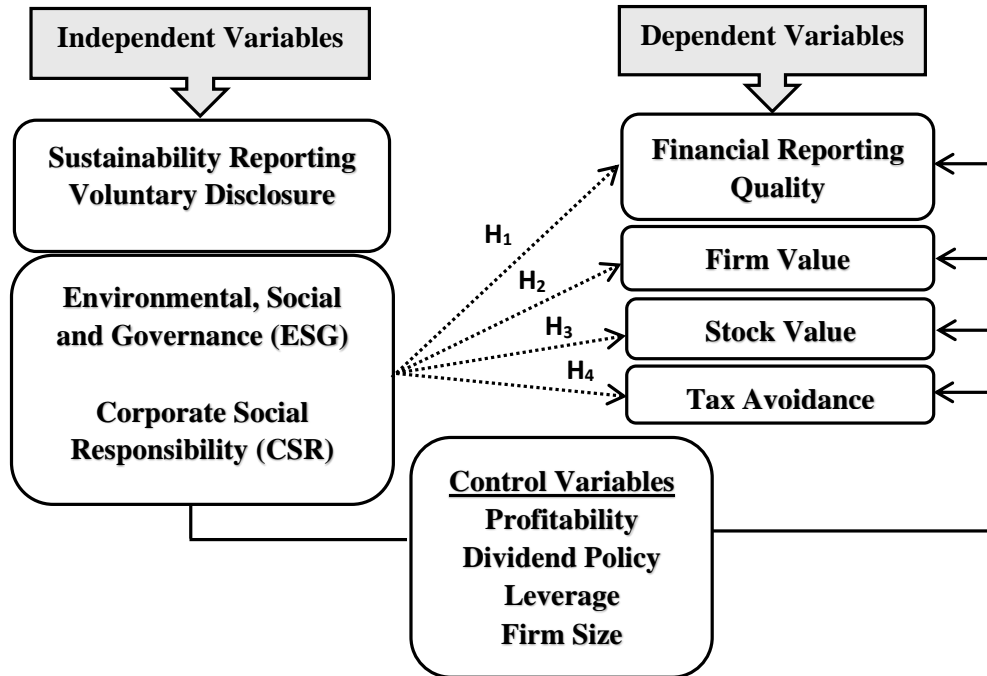 Independent Variables
Dependent Variables
Sustainability Reporting
Voluntary Disclosure
Environmental, Social
and Governance (ESG)
Corporate Social
Responsibility (CSR)
H₁
H₂
H₃
H₄
Financial Reporting
Quality
Firm Value
Stock Value
Tax Avoidance
Control Variables
Profitability
Dividend Policy
Leverage
Firm Size